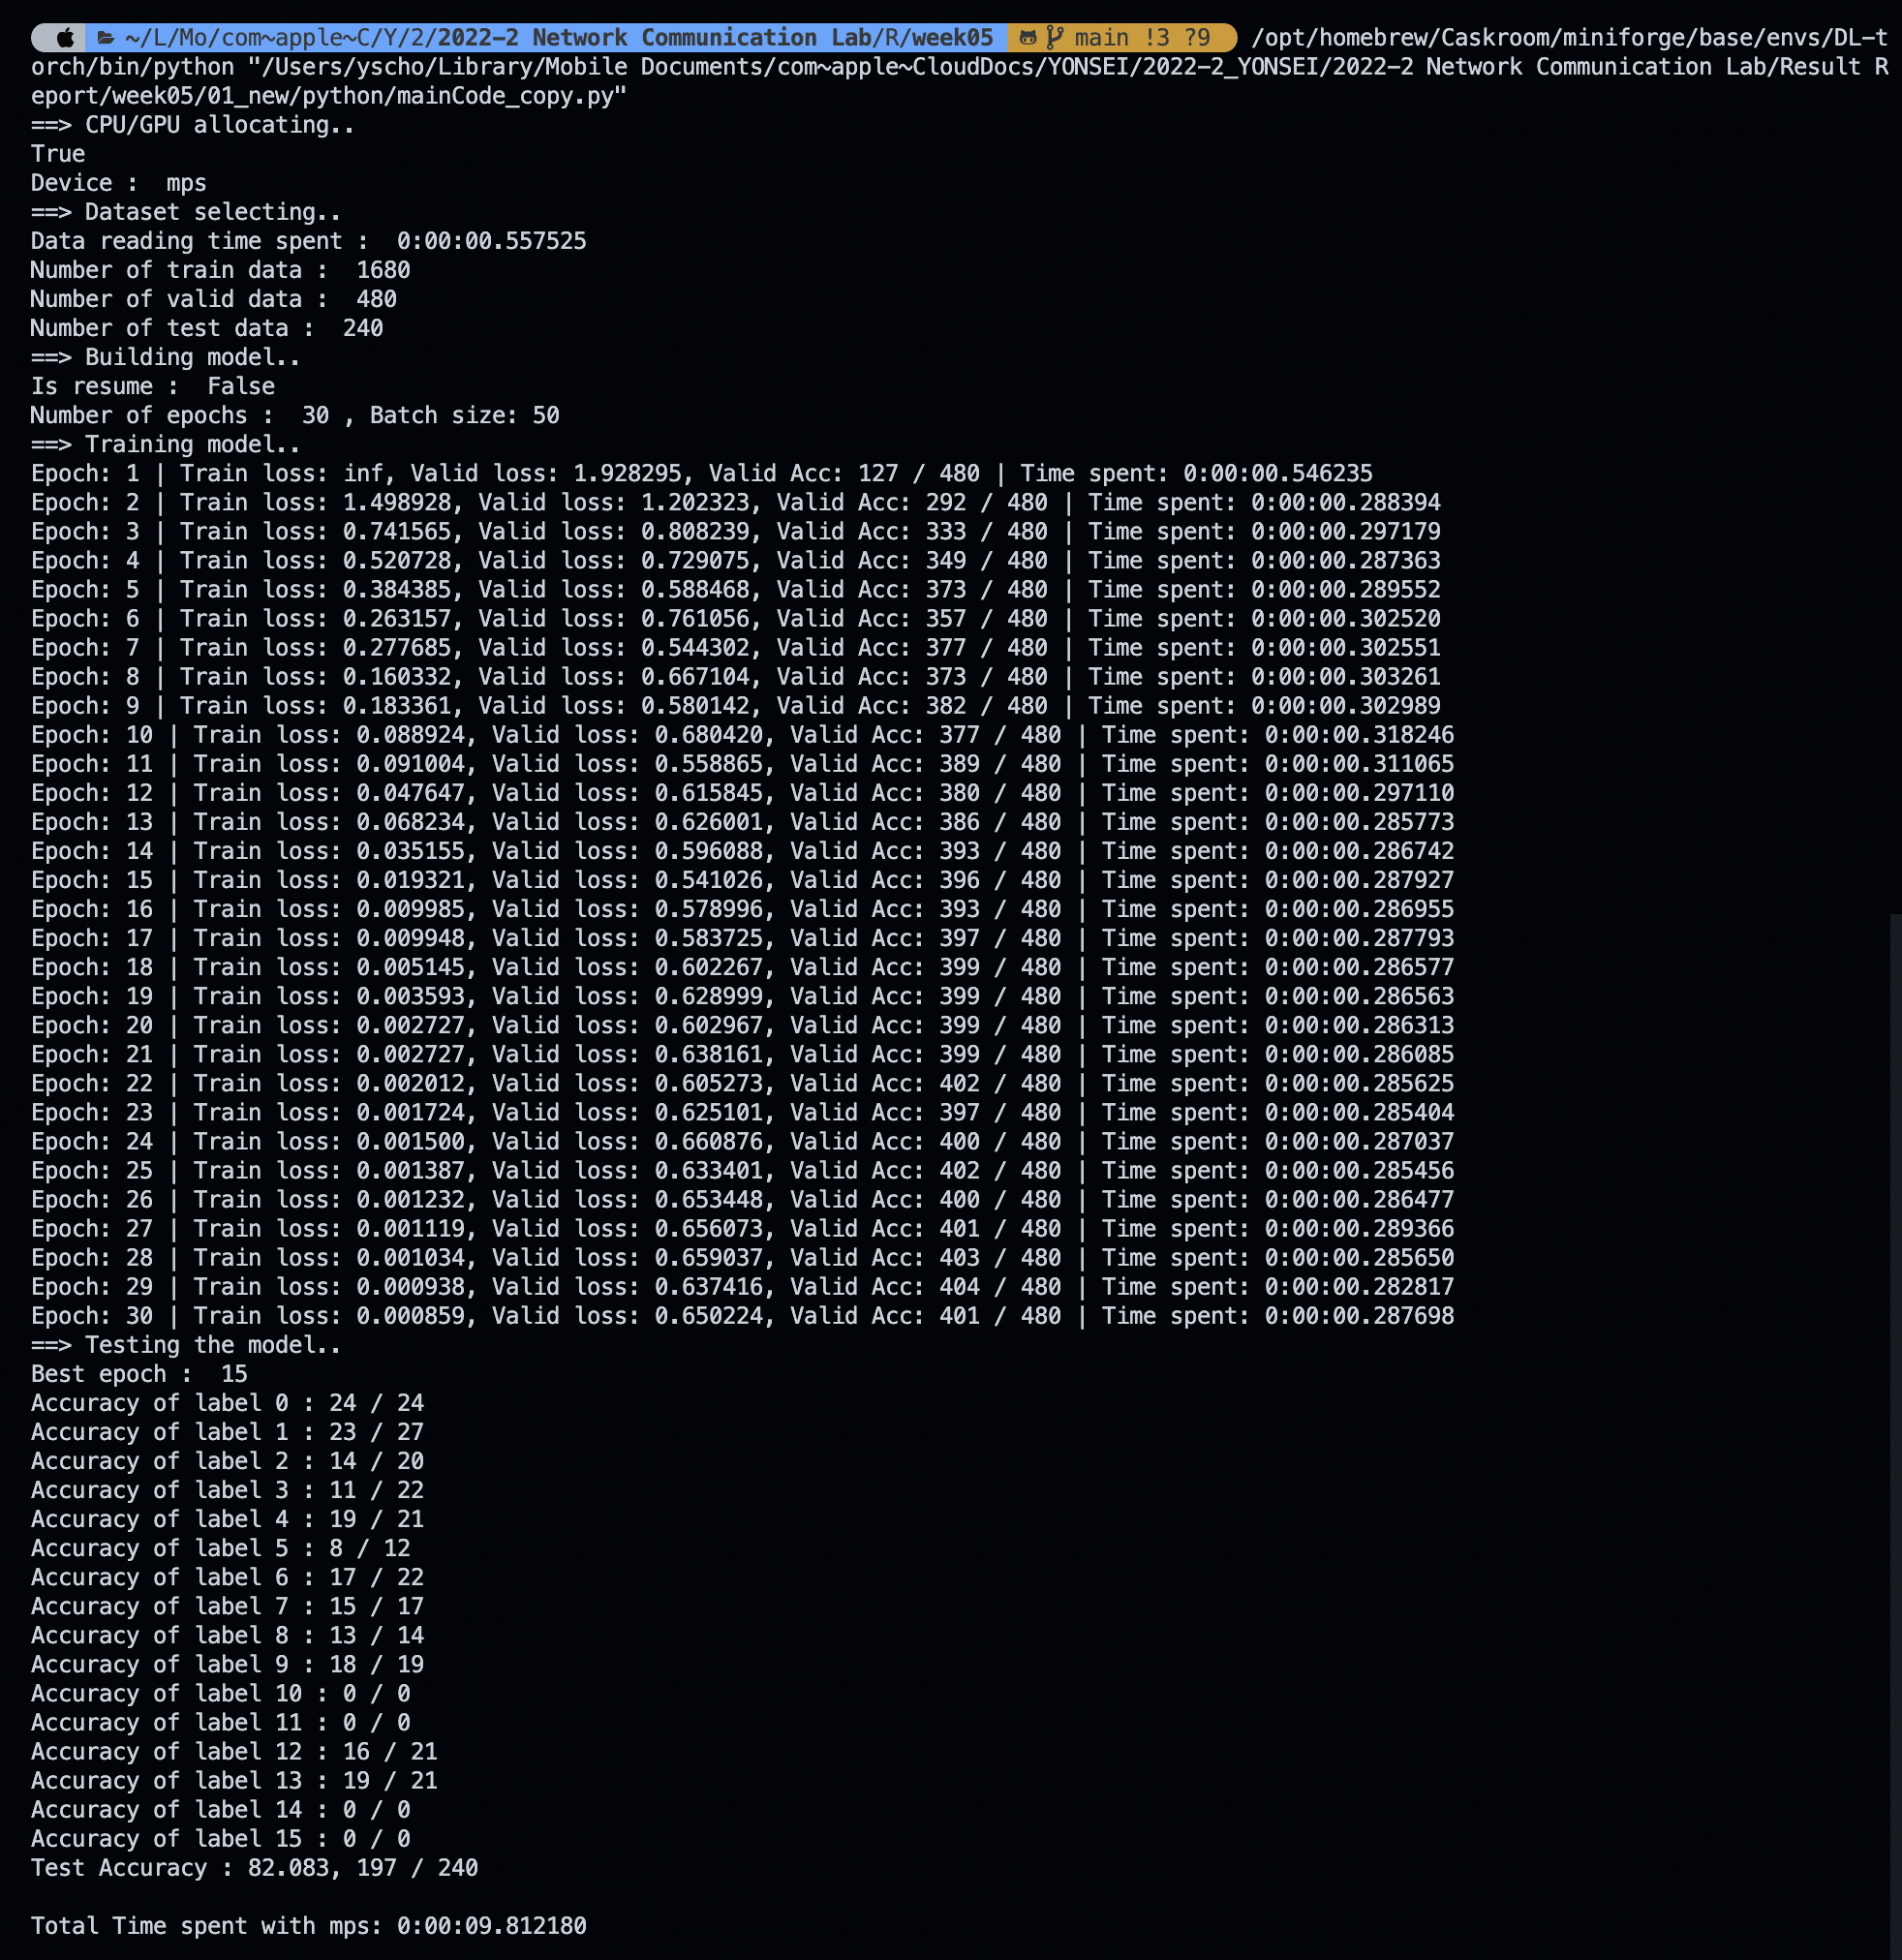 ~/L/Mo/com~apple~C/Y/2/2022-2 Network Communication Lab/R/week05 main !3 ?9 /opt/homebrew/Caskroom/miniforge/base/envs/DL-t
orch/bin/python "/Users/yscho/Library/Mobile Documents/com~apple~CloudDocs/YONSEI/2022-2_YONSEI/2022-2 Network Communication Lab/Result R
eport/week05/01_new/python/mainCode_copy.py"
==> CPU/GPU allocating..
True
Device :  mps
==> Dataset selecting..
Data reading time spent :  0:00:00.557525
Number of train data :  1680
Number of valid data :  480
Number of test data :  240
==> Building model..
Is resume :  False
Number of epochs :  30 , Batch size: 50
==> Training model..
Epoch: 1 | Train loss: inf, Valid loss: 1.928295, Valid Acc: 127 / 480 | Time spent: 0:00:00.546235
Epoch: 2 | Train loss: 1.498928, Valid loss: 1.202323, Valid Acc: 292 / 480 | Time spent: 0:00:00.288394
Epoch: 3 | Train loss: 0.741565, Valid loss: 0.808239, Valid Acc: 333 / 480 | Time spent: 0:00:00.297179
Epoch: 4 | Train loss: 0.520728, Valid loss: 0.729075, Valid Acc: 349 / 480 | Time spent: 0:00:00.287363
Epoch: 5 | Train loss: 0.384385, Valid loss: 0.588468, Valid Acc: 373 / 480 | Time spent: 0:00:00.289552
Epoch: 6 | Train loss: 0.263157, Valid loss: 0.761056, Valid Acc: 357 / 480 | Time spent: 0:00:00.302520
Epoch: 7 | Train loss: 0.277685, Valid loss: 0.544302, Valid Acc: 377 / 480 | Time spent: 0:00:00.302551
Epoch: 8 | Train loss: 0.160332, Valid loss: 0.667104, Valid Acc: 373 / 480 | Time spent: 0:00:00.303261
Epoch: 9 | Train loss: 0.183361, Valid loss: 0.580142, Valid Acc: 382 / 480 | Time spent: 0:00:00.302989
Epoch: 10 | Train loss: 0.088924, Valid loss: 0.680420, Valid Acc: 377 / 480 | Time spent: 0:00:00.318246
Epoch: 11 | Train loss: 0.091004, Valid loss: 0.558865, Valid Acc: 389 / 480 | Time spent: 0:00:00.311065
Epoch: 12 | Train loss: 0.047647, Valid loss: 0.615845, Valid Acc: 380 / 480 | Time spent: 0:00:00.297110
Epoch: 13 | Train loss: 0.068234, Valid loss: 0.626001, Valid Acc: 386 / 480 | Time spent: 0:00:00.285773
Epoch: 14 | Train loss: 0.035155, Valid loss: 0.596088, Valid Acc: 393 / 480 | Time spent: 0:00:00.286742
Epoch: 15 | Train loss: 0.019321, Valid loss: 0.541026, Valid Acc: 396 / 480 | Time spent: 0:00:00.287927
Epoch: 16 | Train loss: 0.009985, Valid loss: 0.578996, Valid Acc: 393 / 480 | Time spent: 0:00:00.286955
Epoch: 17 | Train loss: 0.009948, Valid loss: 0.583725, Valid Acc: 397 / 480 | Time spent: 0:00:00.287793
Epoch: 18 | Train loss: 0.005145, Valid loss: 0.602267, Valid Acc: 399 / 480 | Time spent: 0:00:00.286577
Epoch: 19 | Train loss: 0.003593, Valid loss: 0.628999, Valid Acc: 399 / 480 | Time spent: 0:00:00.286563
Epoch: 20 | Train loss: 0.002727, Valid loss: 0.602967, Valid Acc: 399 / 480 | Time spent: 0:00:00.286313
Epoch: 21 | Train loss: 0.002727, Valid loss: 0.638161, Valid Acc: 399 / 480 | Time spent: 0:00:00.286085
Epoch: 22 | Train loss: 0.002012, Valid loss: 0.605273, Valid Acc: 402 / 480 | Time spent: 0:00:00.285625
Epoch: 23 | Train loss: 0.001724, Valid loss: 0.625101, Valid Acc: 397 / 480 | Time spent: 0:00:00.285404
Epoch: 24 | Train loss: 0.001500, Valid loss: 0.660876, Valid Acc: 400 / 480 | Time spent: 0:00:00.287037
Epoch: 25 | Train loss: 0.001387, Valid loss: 0.633401, Valid Acc: 402 / 480 | Time spent: 0:00:00.285456
Epoch: 26 | Train loss: 0.001232, Valid loss: 0.653448, Valid Acc: 400 / 480 | Time spent: 0:00:00.286477
Epoch: 27 | Train loss: 0.001119, Valid loss: 0.656073, Valid Acc: 401 / 480 | Time spent: 0:00:00.289366
Epoch: 28 | Train loss: 0.001034, Valid loss: 0.659037, Valid Acc: 403 / 480 | Time spent: 0:00:00.285650
Epoch: 29 | Train loss: 0.000938, Valid loss: 0.637416, Valid Acc: 404 / 480 | Time spent: 0:00:00.282817
Epoch: 30 | Train loss: 0.000859, Valid loss: 0.650224, Valid Acc: 401 / 480 | Time spent: 0:00:00.287698
==> Testing the model..
Best epoch :  15
Accuracy of label 0 : 24 / 24
Accuracy of label 1 : 23 / 27
Accuracy of label 2 : 14 / 20
Accuracy of label 3 : 11 / 22
Accuracy of label 4 : 19 / 21
Accuracy of label 5 : 8 / 12
Accuracy of label 6 : 17 / 22
Accuracy of label 7 : 15 / 17
Accuracy of label 8 : 13 / 14
Accuracy of label 9 : 18 / 19
Accuracy of label 10 : 0 / 0
Accuracy of label 11 : 0 / 0
Accuracy of label 12 : 16 / 21
Accuracy of label 13 : 19 / 21
Accuracy of label 14 : 0 / 0
Accuracy of label 15 : 0 / 0
Test Accuracy : 82.083, 197 / 240
Total Time spent with mps: 0:00:09.812180